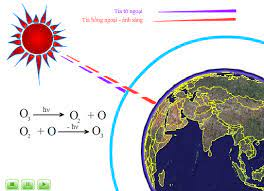 Tia tử ngoại
Tia hồng ngoại - ánh sáng
O₃ hν → O₂ + O
O₂ + O -hν → O₃